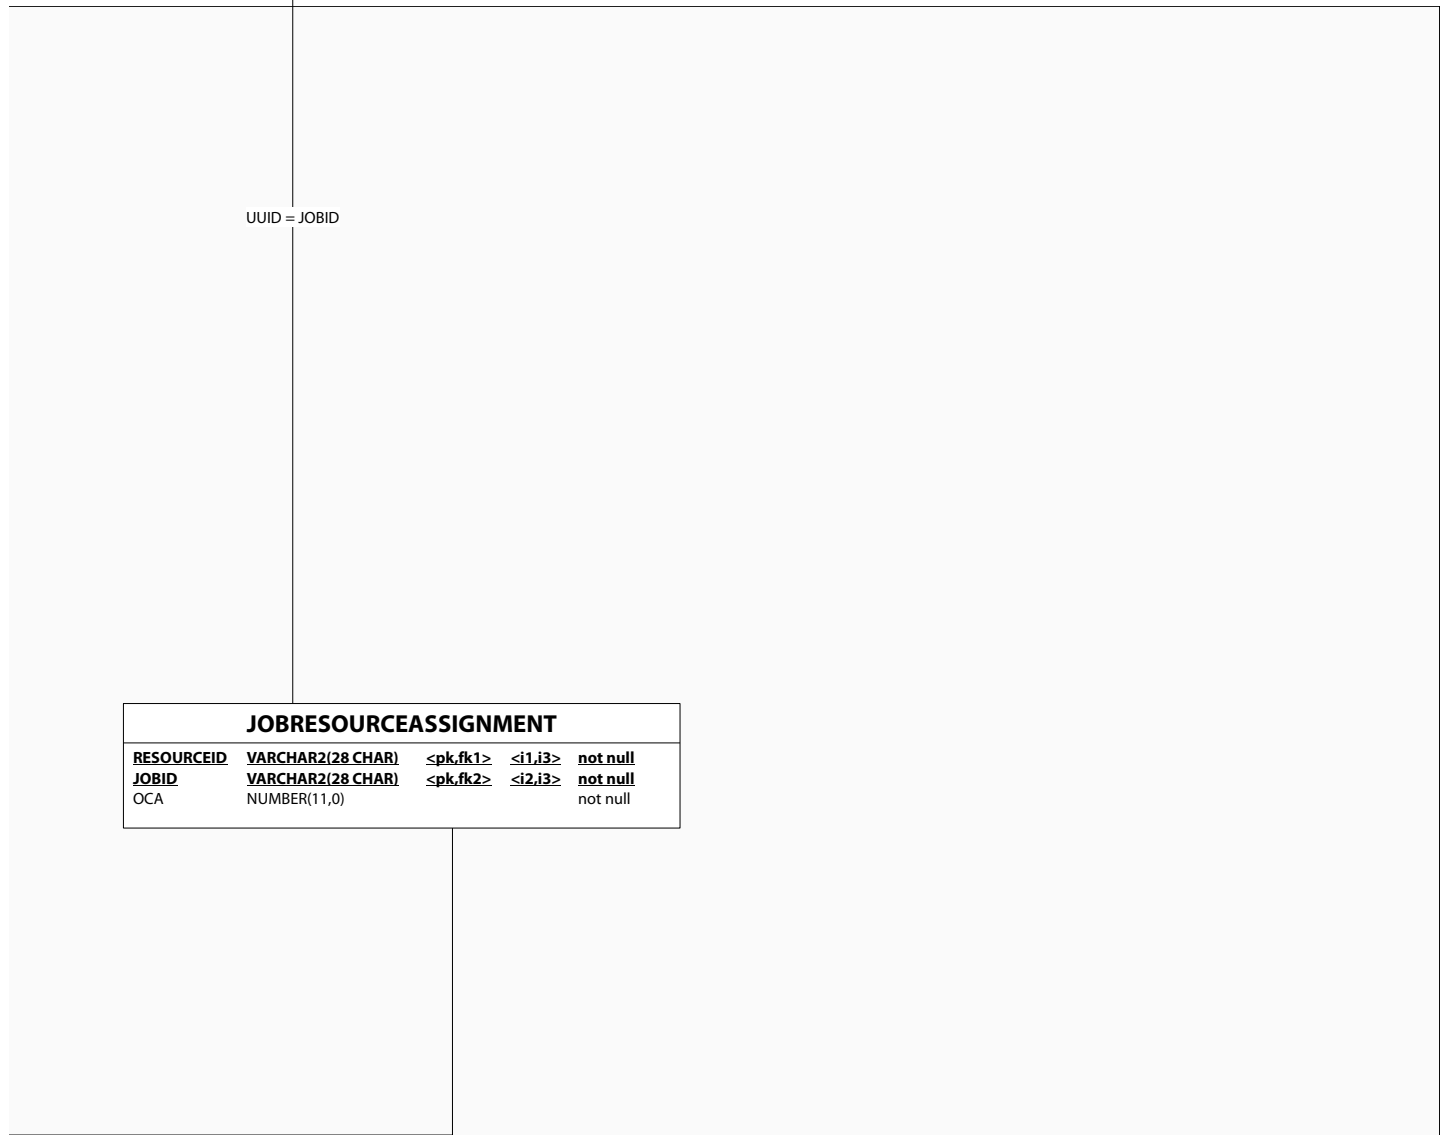 UUID = JOBID
JOBRESOURCEASSIGNMENT
RESOURCEID VARCHAR2(28 CHAR) <pk,fk1> <i1,i3> not null
JOBID VARCHAR2(28 CHAR) <pk,fk2> <i2,i3> not null
OCA NUMBER(11,0) not null